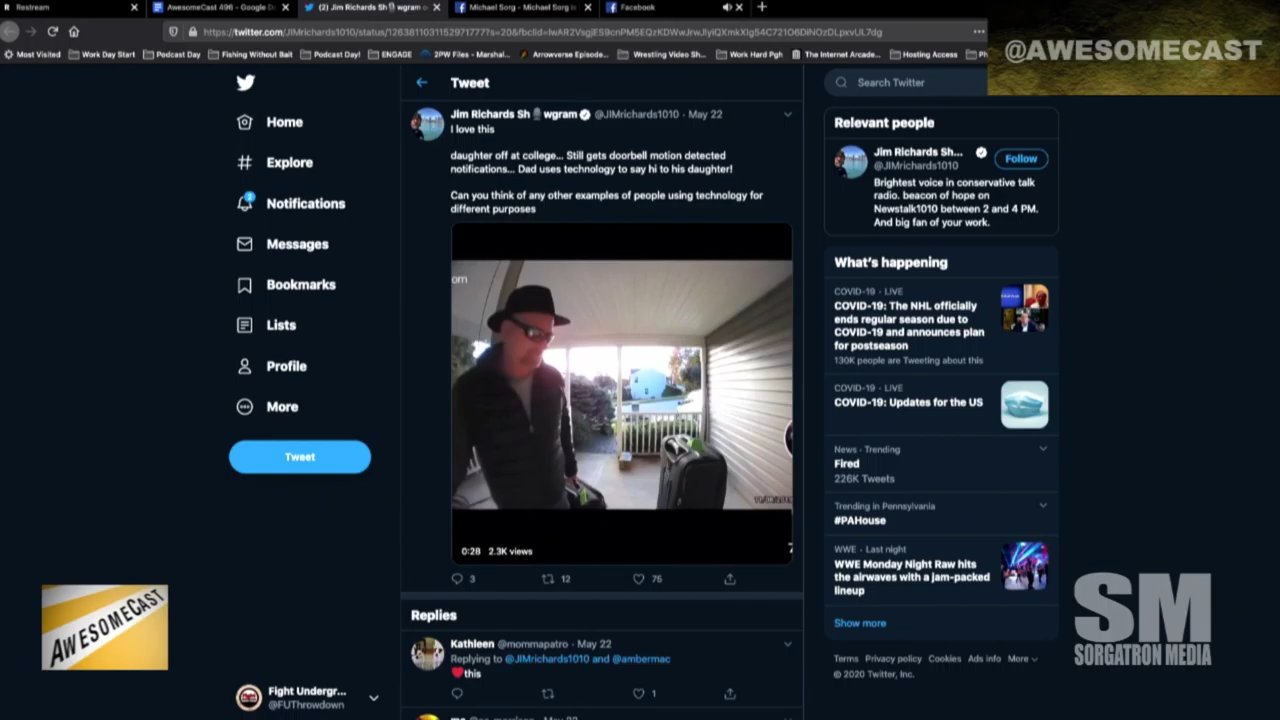 Restream
AwesomeCast 496 - Google D
(2) Jim Richards Sh wgram o
Michael Sorg - Michael Sorg is
Facebook
Most Visited
Work Day Start
Podcast Day
Fishing Without Bait
Podcast Day!
ENGAGE
2PW Files - Marshal...
Arrowverse Episode...
Wrestling Video Sh...
Work Hard Pgh
The Internet Arcade...
Hosting Access
@AWESOMECAST
Home
Explore
Notifications
Messages
Bookmarks
Lists
Profile
More
Tweet
Fight Undergr...
@FUThrowdown
AWESOMECAST
Tweet
Jim Richards Sh wgram @JIMrichards1010 · May 22
I love this
daughter off at college... Still gets doorbell motion detected
notifications... Dad uses technology to say hi to his daughter!
Can you think of any other examples of people using technology for
different purposes
om
0:28 2.3K views
3 12 76
Replies
Kathleen @mommapatro · May 22
Replying to @JIMrichards1010 and @ambermac
this
1
Search Twitter
Relevant people
Jim Richards Sh...
@JIMrichards1010
Follow
Brightest voice in conservative talk
radio. beacon of hope on
Newstalk1010 between 2 and 4 PM.
And big fan of your work.
What's happening
COVID-19 · LIVE
COVID-19: The NHL officially
ends regular season due to
COVID-19 and announces plan
for postseason
130K people are Tweeting about this
COVID-19 · LIVE
COVID-19: Updates for the US
News · Trending
Fired
226K Tweets
Trending in Pennsylvania
#PAHouse
WWE · Last night
WWE Monday Night Raw hits
the airwaves with a jam-packed
lineup
Show more
Terms Privacy policy Cookies Ads info More
© 2020 Twitter, Inc.
SM
SORGATRON MEDIA